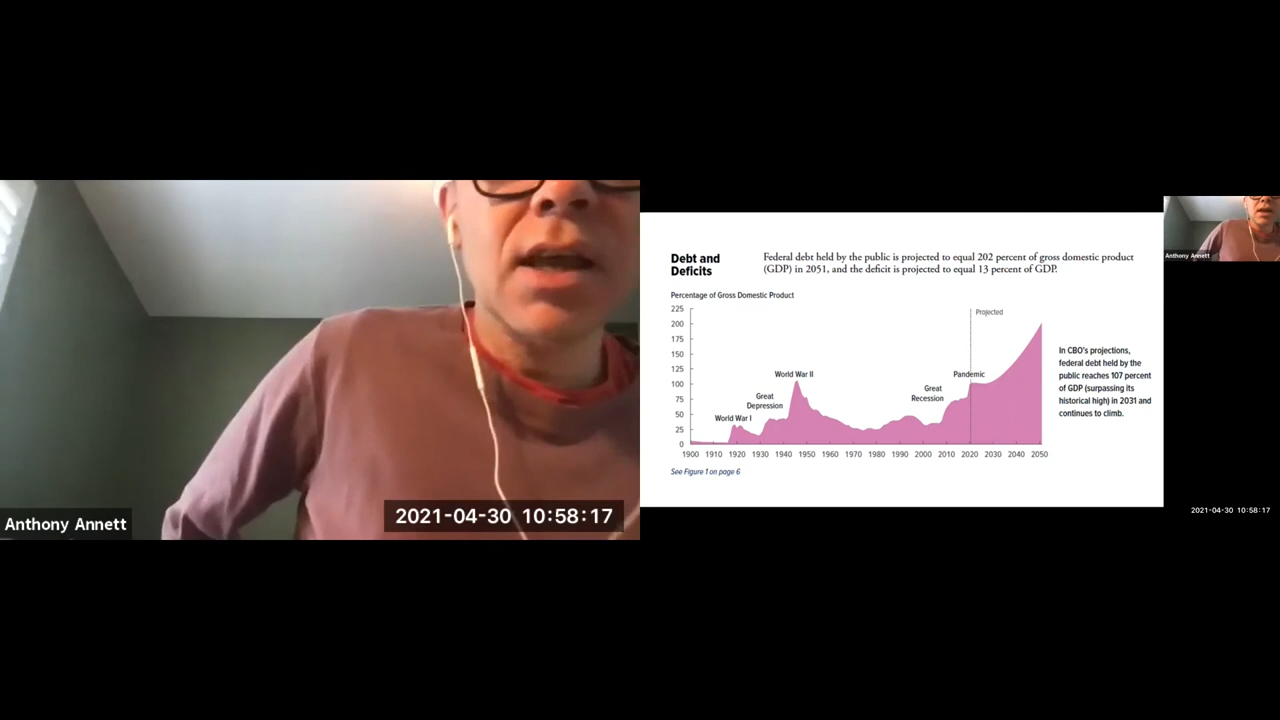 Anthony Annett
2021-04-30 10:58:17
Debt and
Deficits
Federal debt held by the public is projected to equal 202 percent of gross domestic product
(GDP) in 2051, and the deficit is projected to equal 13 percent of GDP.
Percentage of Gross Domestic Product
225
200
175
150
125
100
75
50
25
0
Projected
World War I
Great
Depression
World War II
Great
Recession
Pandemic
1900 1910 1920 1930 1940 1950 1960 1970 1980 1990 2000 2010 2020 2030 2040 2050
See Figure 1 on page 6
In CBO's projections,
federal debt held by the
public reaches 107 percent
of GDP (surpassing its
historical high) in 2031 and
continues to climb.
Anthony Annett
2021-04-30 10:58:17